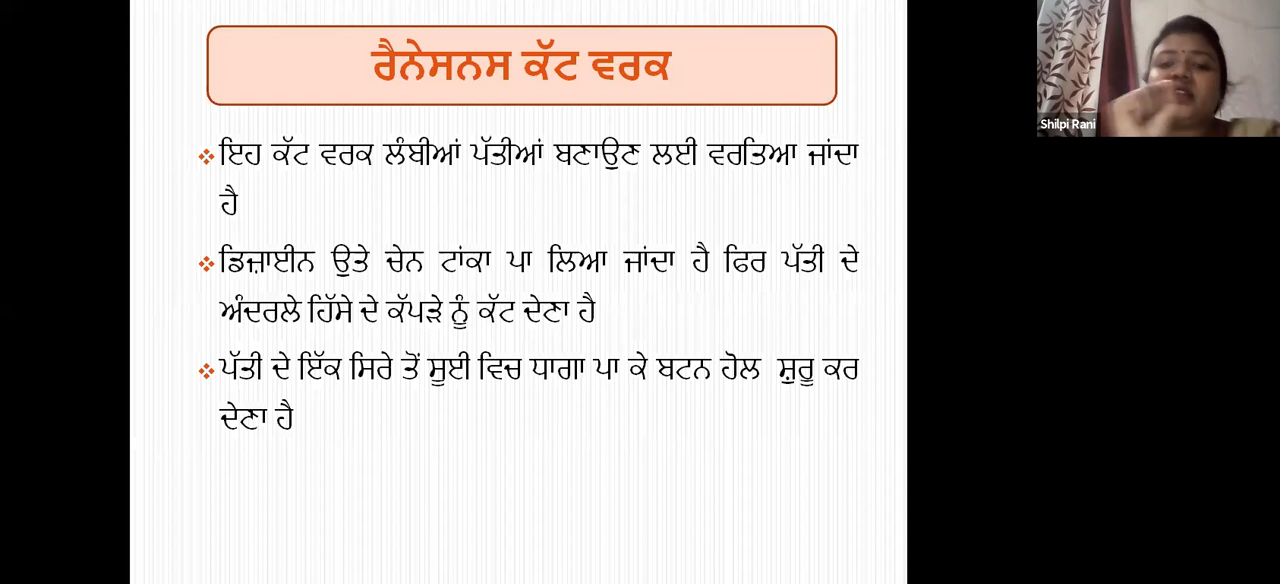 ਰੈਨੇਸਨਸ ਕੱਟ ਵਰਕ
ਇਹ ਕੱਟ ਵਰਕ ਲੰਬੀਆਂ ਪੱਤੀਆਂ ਬਣਾਉਣ ਲਈ ਵਰਤਿਆ ਜਾਂਦਾ
ਹੈ
ਡਿਜ਼ਾਈਨ ਉਤੇ ਚੇਨ ਟਾਂਕਾ ਪਾ ਲਿਆ ਜਾਂਦਾ ਹੈ ਫਿਰ ਪੱਤੀ ਦੇ
ਅੰਦਰਲੇ ਹਿੱਸੇ ਦੇ ਕੱਪੜੇ ਨੂੰ ਕੱਟ ਦੇਣਾ ਹੈ
ਪੱਤੀ ਦੇ ਇੱਕ ਸਿਰੇ ਤੋਂ ਸੂਈ ਵਿਚ ਧਾਗਾ ਪਾ ਕੇ ਬਟਨ ਹੋਲ ਸ਼ੁਰੂ ਕਰ
ਦੇਣਾ ਹੈ
Shilpi Rani